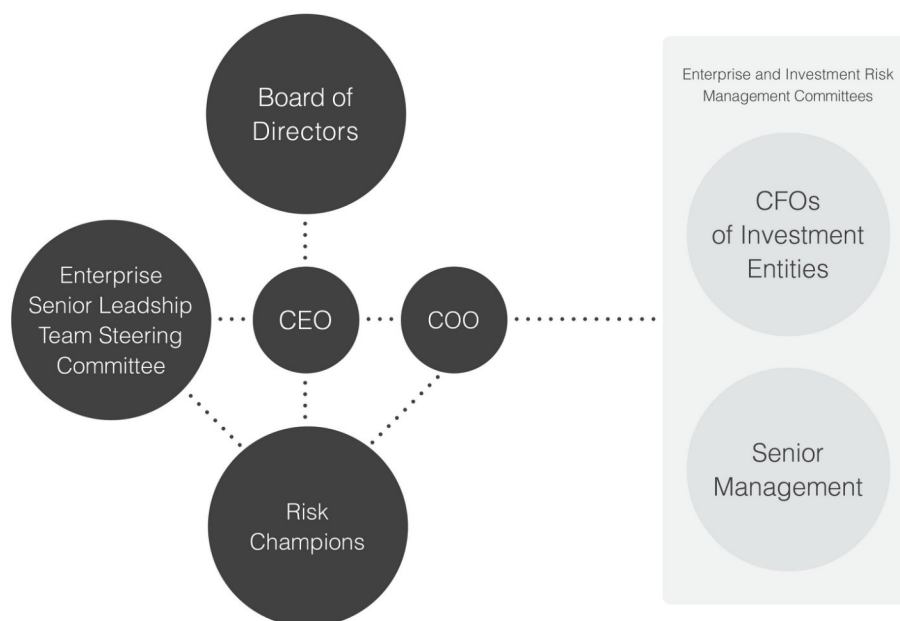 Board of
Directors
Enterprise and Investment Risk
Management Committees
CFOs
of Investment
Entities
Enterprise
Senior Leadship
Team Steering
Committee
CEO
COO
Senior
Management
Risk
Champions